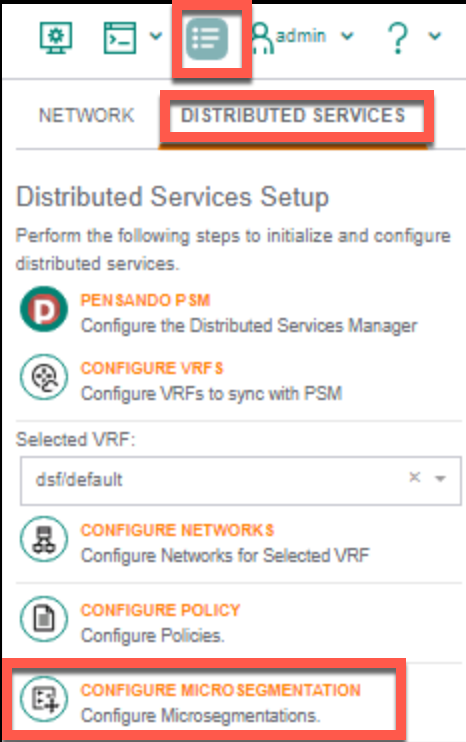 admin
NETWORK DISTRIBUTED SERVICES
Distributed Services Setup
Perform the following steps to initialize and configure
distributed services.
PENSANDO PSM
Configure the Distributed Services Manager
CONFIGURE VRFS
Configure VRFs to sync with PSM
Selected VRF:
dsf/default
CONFIGURE NETWORKS
Configure Networks for Selected VRF
CONFIGURE POLICY
Configure Policies.
CONFIGURE MICROSEGMENTATION
Configure Microsegmentations.